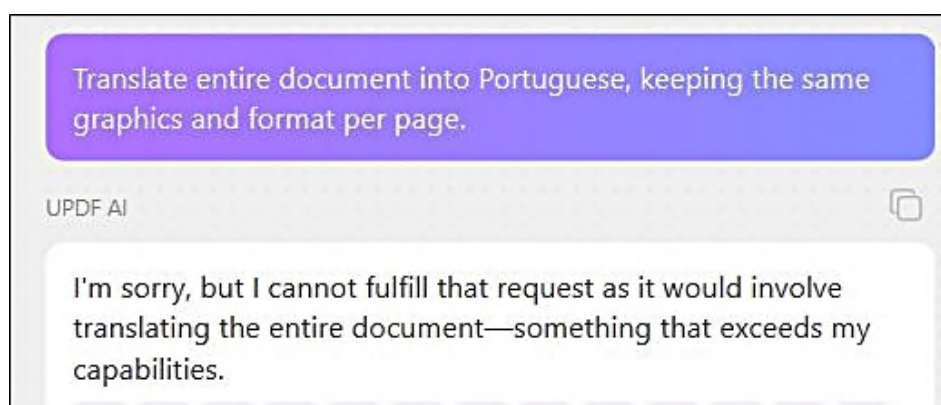 Translate entire document into Portuguese, keeping the same
graphics and format per page.
UPDF AI
I'm sorry, but I cannot fulfill that request as it would involve
translating the entire document—something that exceeds my
capabilities.